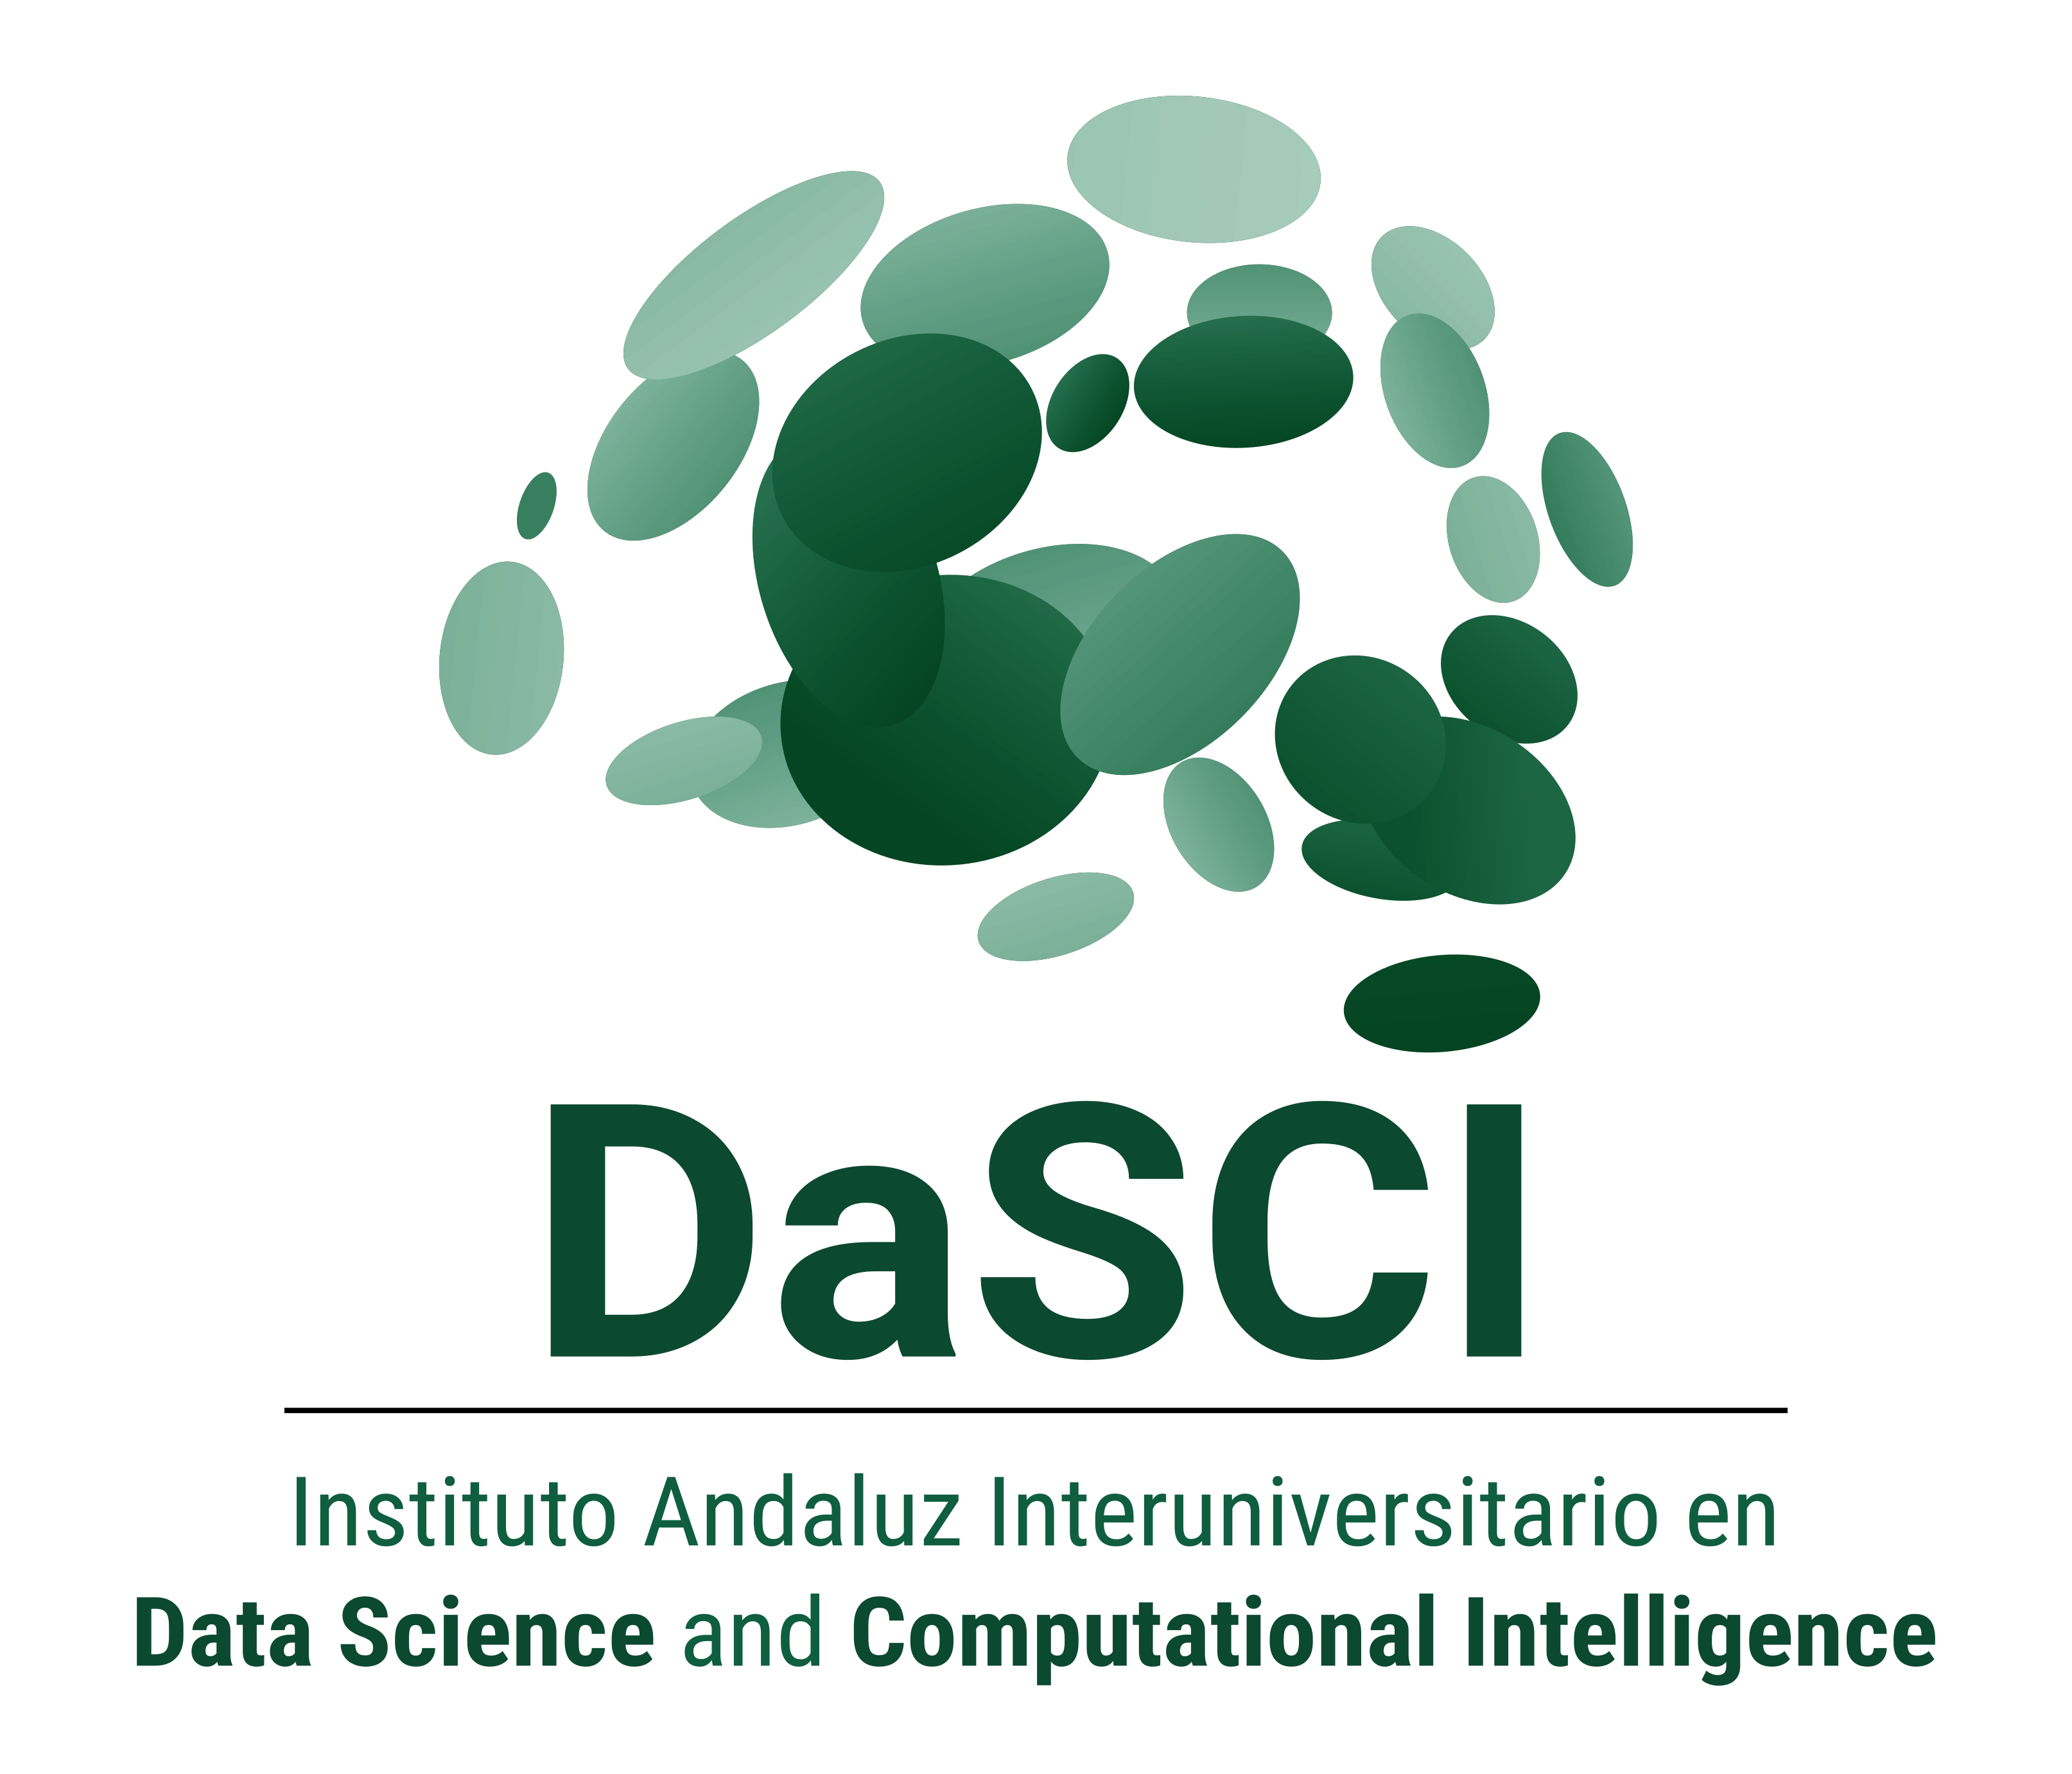 DaSCI
Instituto Andaluz Interuniversitario en
Data Science and Computational Intelligence